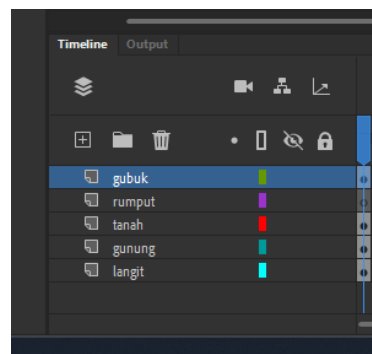 Timeline Output
gubuk
rumput
tanah
gunung
langit